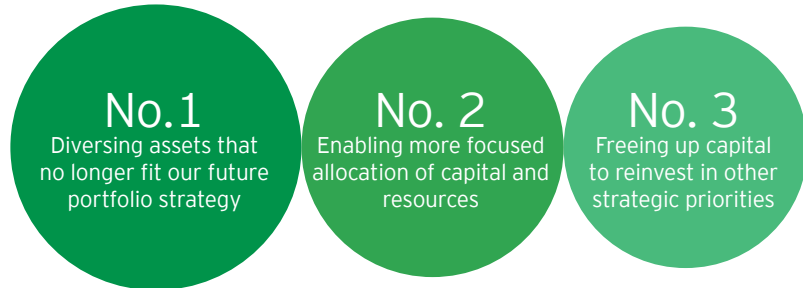 No.1
Diversing assets that
no longer fit our future
portfolio strategy
No. 2
Enabling more focused
allocation of capital and
resources
No. 3
Freeing up capital
to reinvest in other
strategic priorities